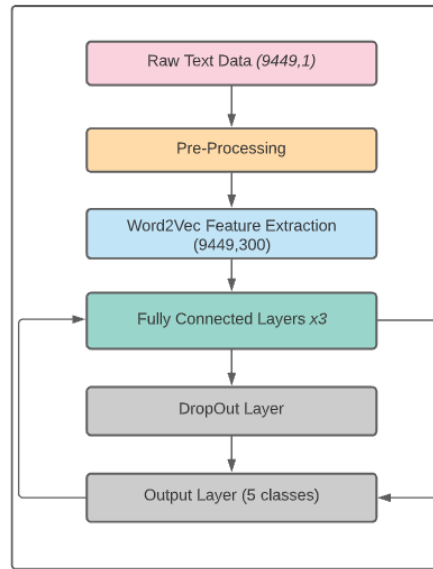 Raw Text Data (9449,1)
Pre-Processing
Word2Vec Feature Extraction
(9449,300)
Fully Connected Layers x3
DropOut Layer
Output Layer (5 classes)